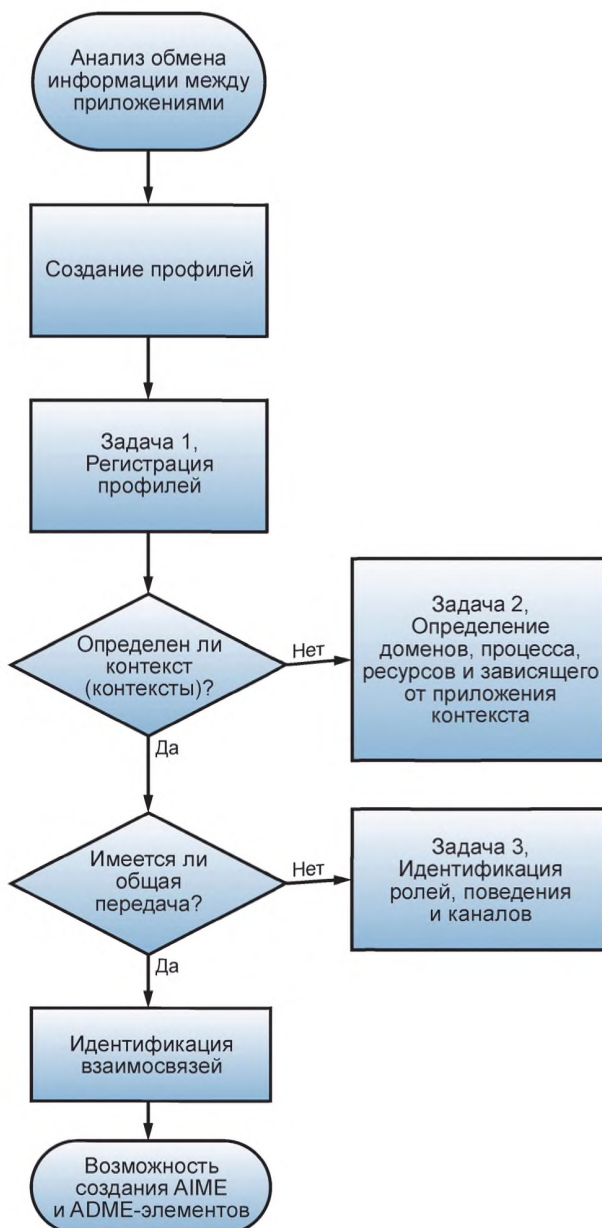 Анализ обмена
информации между
приложениями
Создание профилей
Задача 1,
Регистрация
профилей
Определен ли
контекст
(контексты)?
Нет
Задача 2,
Определение
доменов, процесса,
ресурсов и зависящего
от приложения
контекста
Да
Имеется ли
общая
передача?
Нет
Задача 3,
Идентификация
ролей, поведения
и каналов
Да
Идентификация
взаимосвязей
Возможность
создания AIME
и ADME-элементов